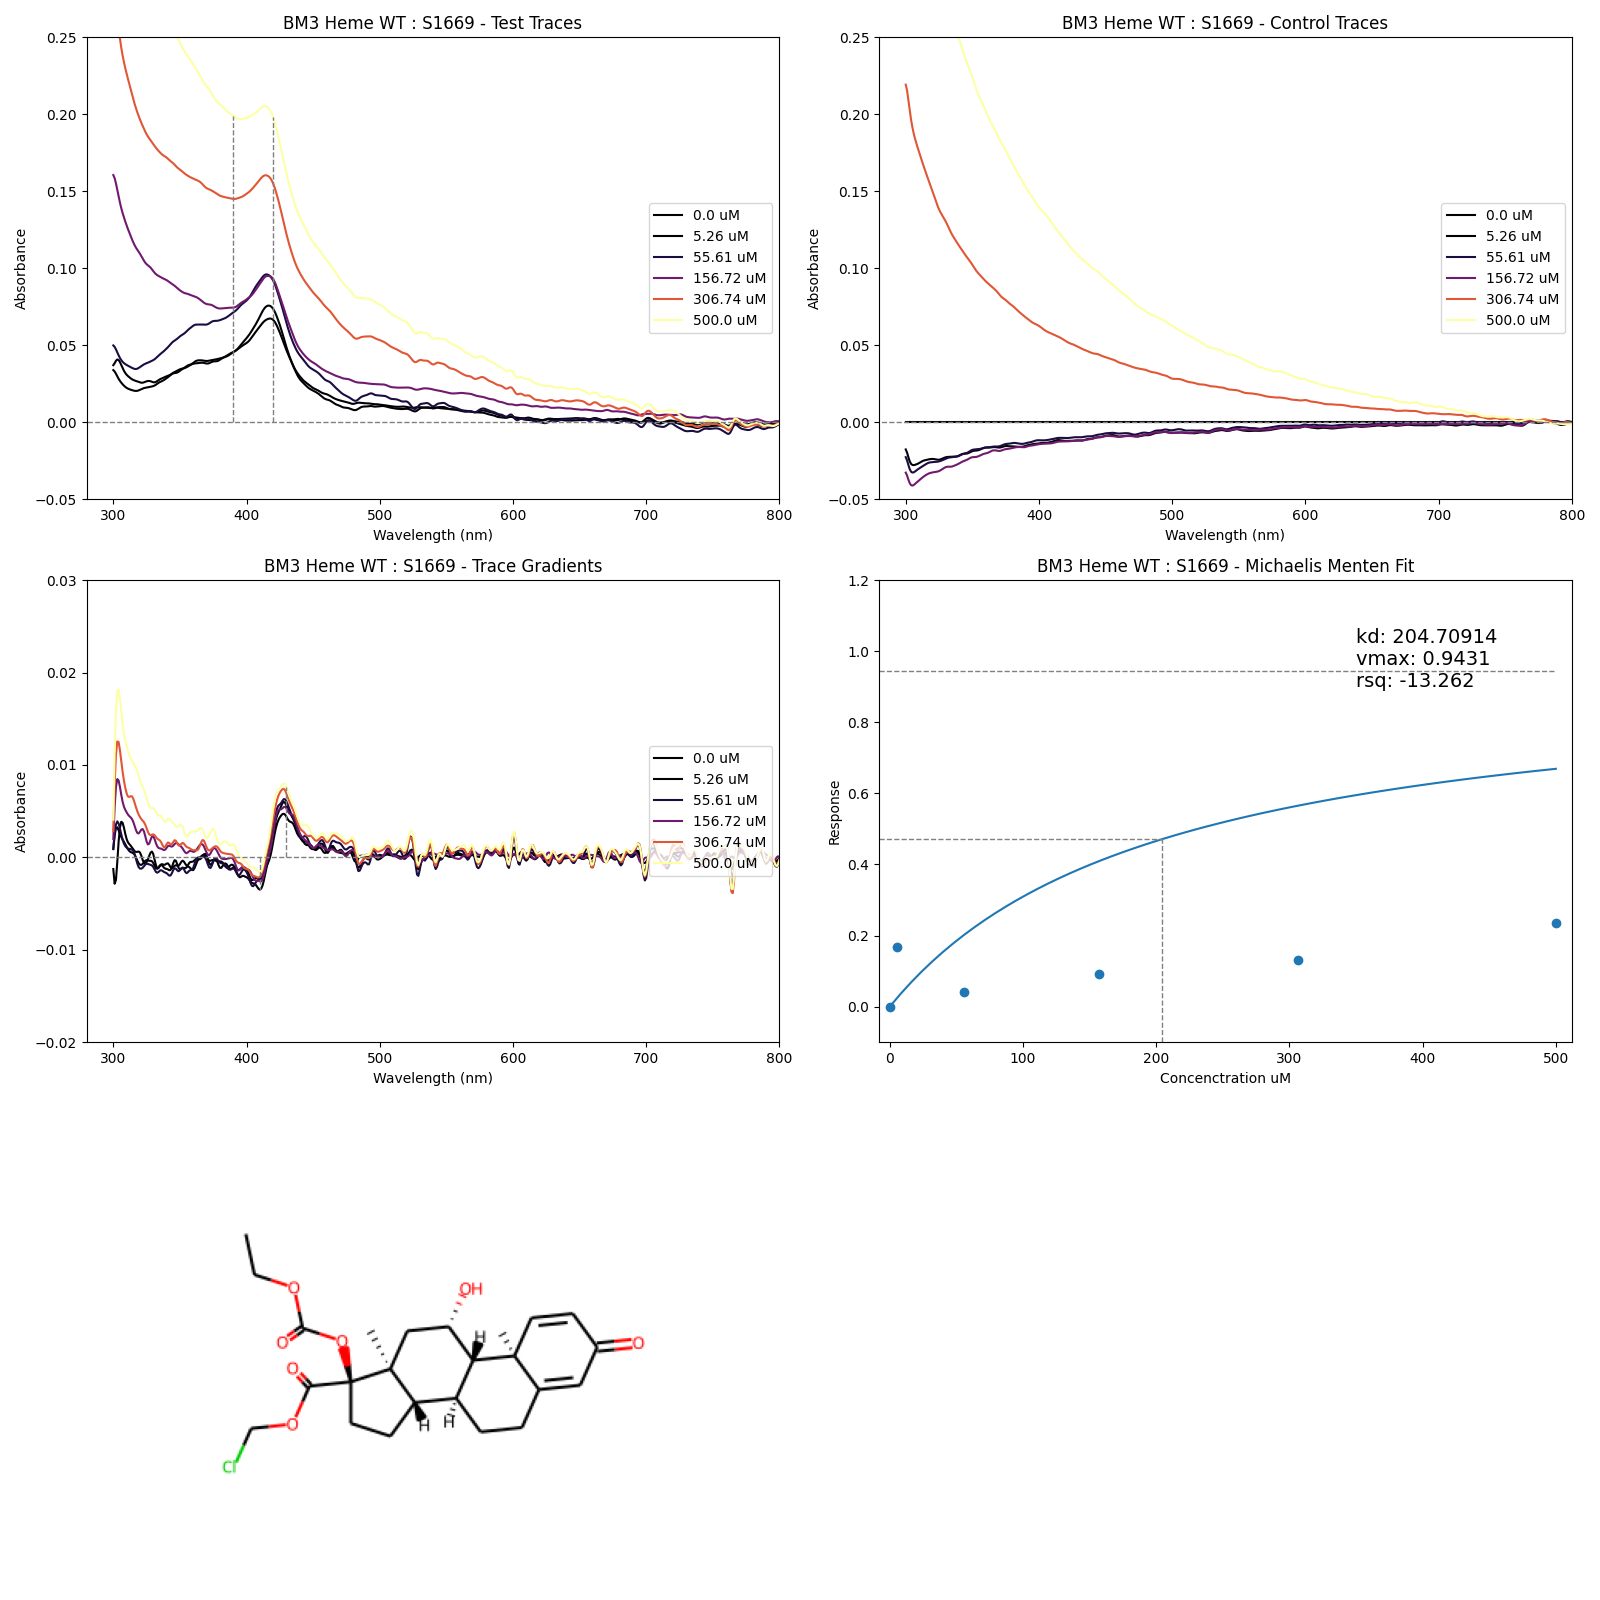 BM3 Heme WT : S1669 - Test Traces
0.25
0.20
0.15
0.10
0.05
0.00
−0.05
Absorbance
300 400 500 600 700 800
Wavelength (nm)
0.0 uM
5.26 uM
55.61 uM
156.72 uM
306.74 uM
500.0 uM
BM3 Heme WT : S1669 - Control Traces
0.25
0.20
0.15
0.10
0.05
0.00
−0.05
Absorbance
300 400 500 600 700 800
Wavelength (nm)
0.0 uM
5.26 uM
55.61 uM
156.72 uM
306.74 uM
500.0 uM
BM3 Heme WT : S1669 - Trace Gradients
0.03
0.02
0.01
0.00
−0.01
−0.02
Absorbance
300 400 500 600 700 800
Wavelength (nm)
0.0 uM
5.26 uM
55.61 uM
156.72 uM
306.74 uM
500.0 uM
BM3 Heme WT : S1669 - Michaelis Menten Fit
1.2
1.0
0.8
0.6
0.4
0.2
0.0
Response
0 100 200 300 400 500
Concenctration uM
kd: 204.70914
vmax: 0.9431
rsq: -13.262
O
OH
O
O
H
O
O
O
H
H
Cl